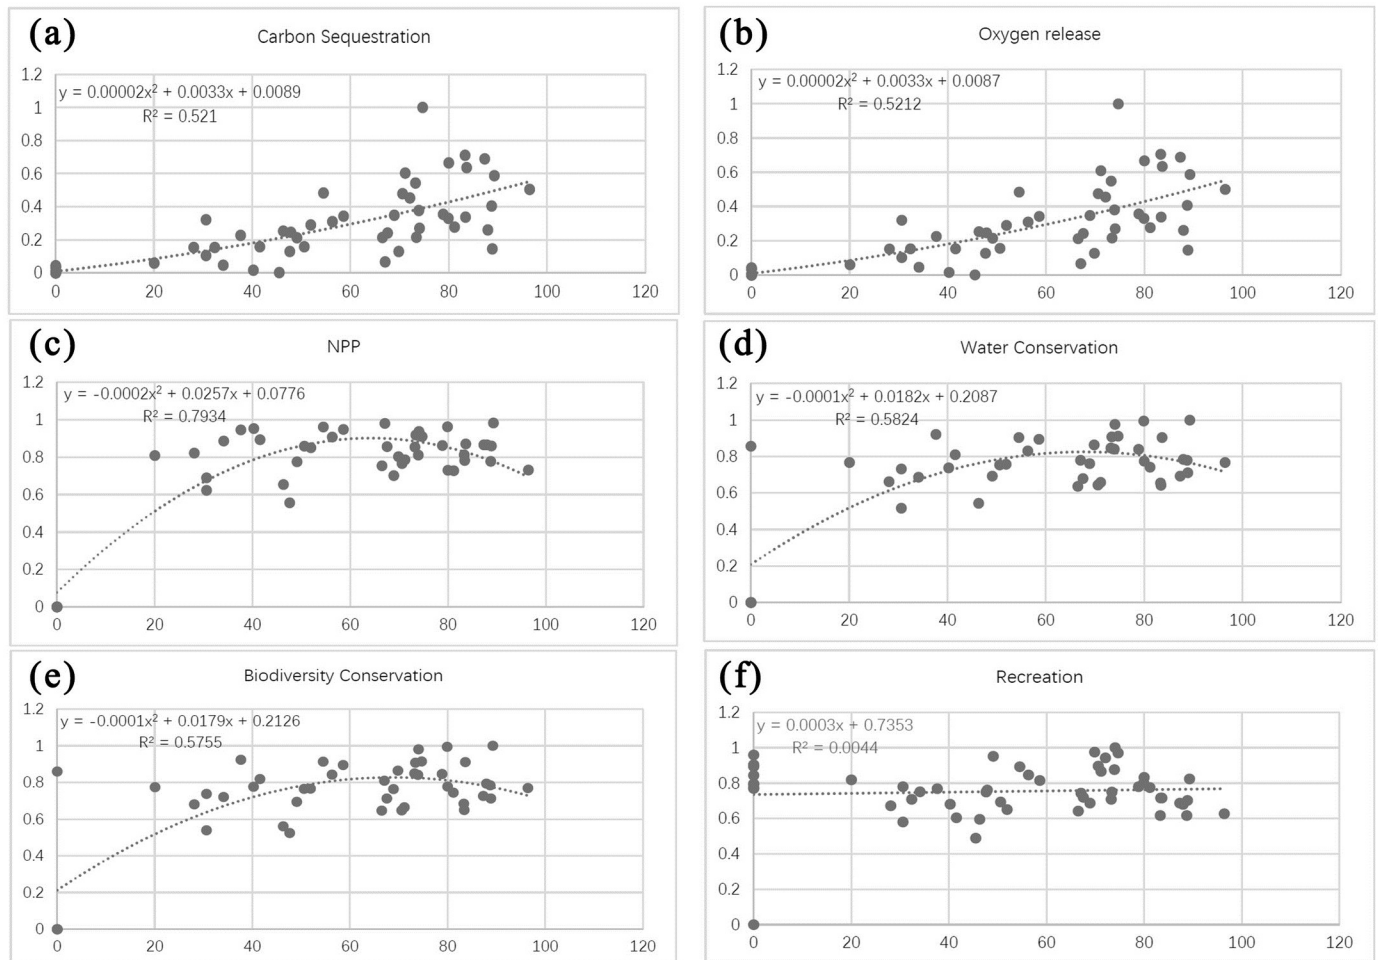 (a)
Carbon Sequestration
y = 0.00002x² + 0.0033x + 0.0089
R² = 0.521
1.2
1
0.8
0.6
0.4
0.2
0
0 20 40 60 80 100 120
(b)
Oxygen release
y = 0.00002x² + 0.0033x + 0.0087
R² = 0.5212
1.2
1
0.8
0.6
0.4
0.2
0
0 20 40 60 80 100 120
(c)
NPP
y = -0.0002x² + 0.0257x + 0.0776
R² = 0.7934
1.2
1
0.8
0.6
0.4
0.2
0
0 20 40 60 80 100 120
(d)
Water Conservation
y = -0.0001x² + 0.0182x + 0.2087
R² = 0.5824
1.2
1
0.8
0.6
0.4
0.2
0
0 20 40 60 80 100 120
(e)
Biodiversity Conservation
y = -0.0001x² + 0.0179x + 0.2126
R² = 0.5755
1.2
1
0.8
0.6
0.4
0.2
0
0 20 40 60 80 100 120
(f)
Recreation
y = 0.0003x + 0.7353
R² = 0.0044
1.2
1
0.8
0.6
0.4
0.2
0
0 20 40 60 80 100 120